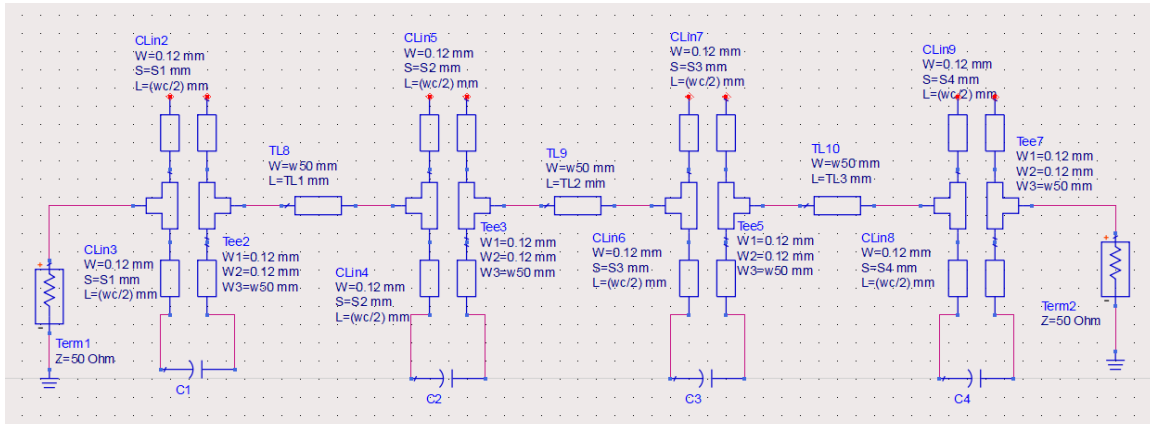 CLin2
W=0.12 mm
S=S1 mm
L=(wc/2) mm
CLin5
W=0.12 mm
S=S2 mm
L=(wc/2) mm
CLin7
W=0.12 mm
S=S3 mm
L=(wc/2) mm
CLin9
W=0.12 mm
S=S4 mm
L=(wc/2) mm
TL8
W=w50 mm
L=TL1 mm
TL9
W=w50 mm
L=TL2 mm
TL10
W=w50 mm
L=TL3 mm
Tee7
W1=0.12 mm
W2=0.12 mm
W3=w50 mm
CLin3
W=0.12 mm
S=S1 mm
L=(wc/2) mm
Tee2
W1=0.12 mm
W2=0.12 mm
W3=w50 mm
CLin4
W=0.12 mm
S=S2 mm
L=(wc/2) mm
Tee3
W1=0.12 mm
W2=0.12 mm
W3=w50 mm
CLin6
W=0.12 mm
S=S3 mm
L=(wc/2) mm
Tee5
W1=0.12 mm
W2=0.12 mm
W3=w50 mm
CLin8
W=0.12 mm
S=S4 mm
L=(wc/2) mm
Term1
Z=50 Ohm
Term2
Z=50 Ohm
C1
C2
C3
C4